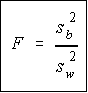 F = s_b^2 / s_w^2